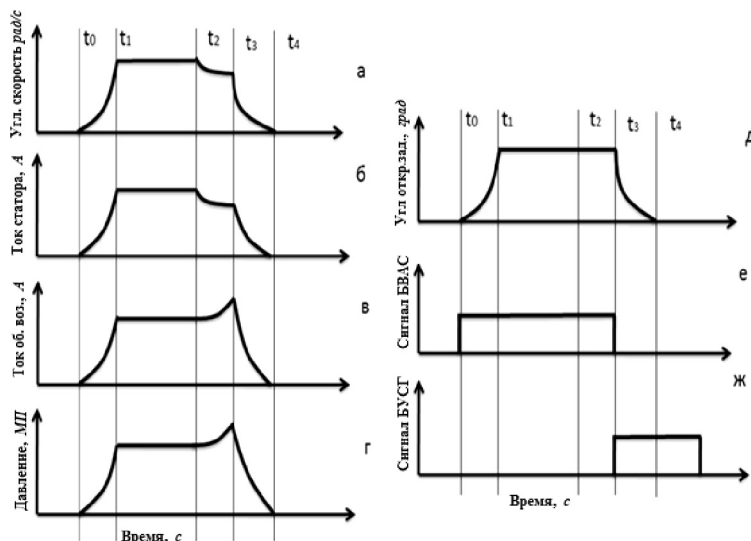 t0 t1 t2 t3 t4
Угл. скорость рад/с
а
Ток статора, А
б
Ток об. воз., А
в
Давление, МП
г
Время, с
t0 t1 t2 t3 t4
Угл откр.зад., град
д
Сигнал БВАС
е
Сигнал БУСГ
ж
Время, с